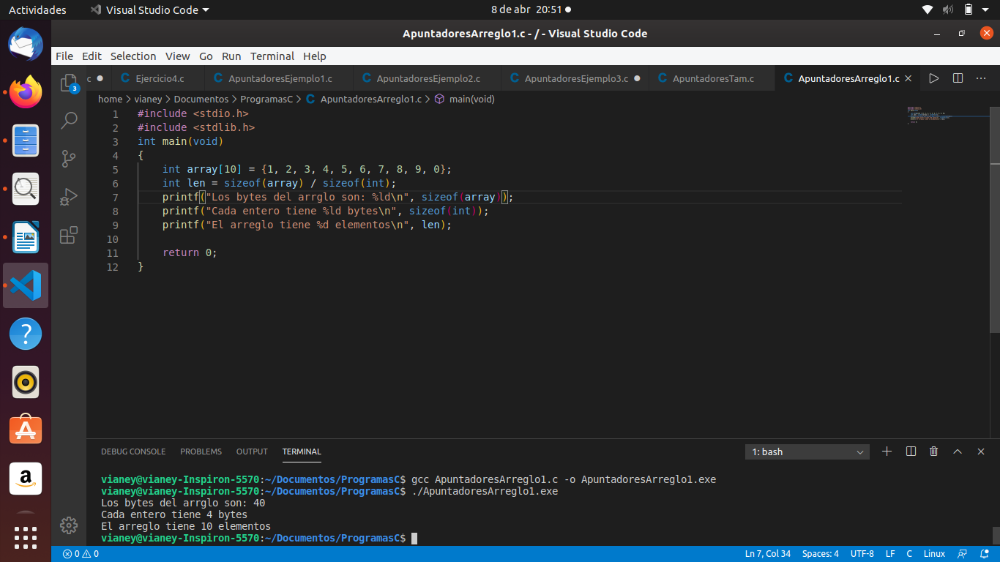 Actividades Visual Studio Code 8 de abr 20:51
ApuntadoresArreglo1.c - / - Visual Studio Code
File Edit Selection View Go Run Terminal Help
c Ejercicio4.c ApuntadoresEjemplo1.c ApuntadoresEjemplo2.c ApuntadoresEjemplo3.c ApuntadoresTam.c ApuntadoresArreglo1.c
3
home > vianey > Documentos > ProgramasC > ApuntadoresArreglo1.c > main(void)
1 #include <stdio.h>
2 #include <stdlib.h>
3 int main(void)
4 {
5 int array[10] = {1, 2, 3, 4, 5, 6, 7, 8, 9, 0};
6 int len = sizeof(array) / sizeof(int);
7 printf("Los bytes del arrglo son: %ld\n", sizeof(array));
8 printf("Cada entero tiene %ld bytes\n", sizeof(int));
9 printf("El arreglo tiene %d elementos\n", len);
10
11 return 0;
12 }
DEBUG CONSOLE PROBLEMS OUTPUT TERMINAL 1: bash
vianey@vianey-Inspiron-5570:~/Documentos/ProgramasC$ gcc ApuntadoresArreglo1.c -o ApuntadoresArreglo1.exe
vianey@vianey-Inspiron-5570:~/Documentos/ProgramasC$ ./ApuntadoresArreglo1.exe
Los bytes del arrglo son: 40
Cada entero tiene 4 bytes
El arreglo tiene 10 elementos
vianey@vianey-Inspiron-5570:~/Documentos/ProgramasC$
0 0 Ln 7, Col 34 Spaces: 4 UTF-8 LF C Linux